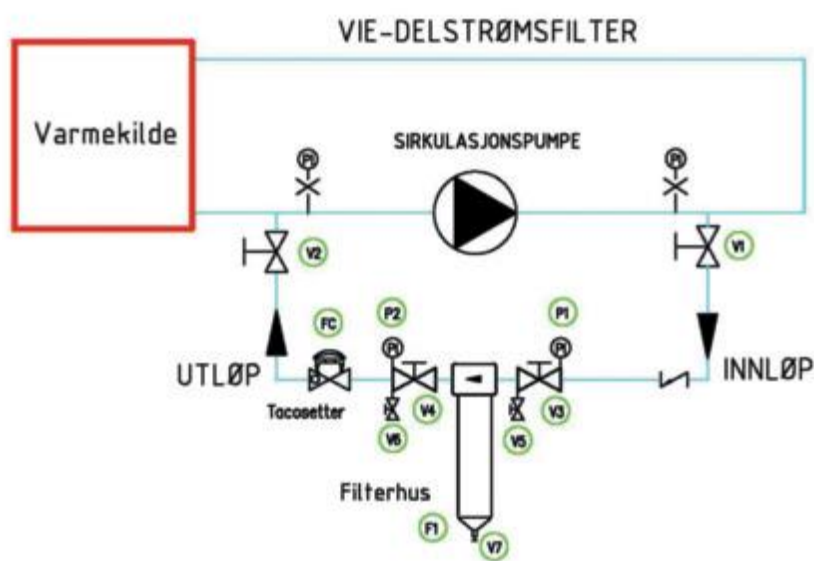 VIE-DELSTRØMSFILTER
Varmekilde
SIRKULASJONSPUMPE
PI
PI
V2
V1
FC
P2
P1
PI
PI
UTLØP
INNLØP
Tacosetter
V4
V3
V6
V5
Filterhus
F1
V7